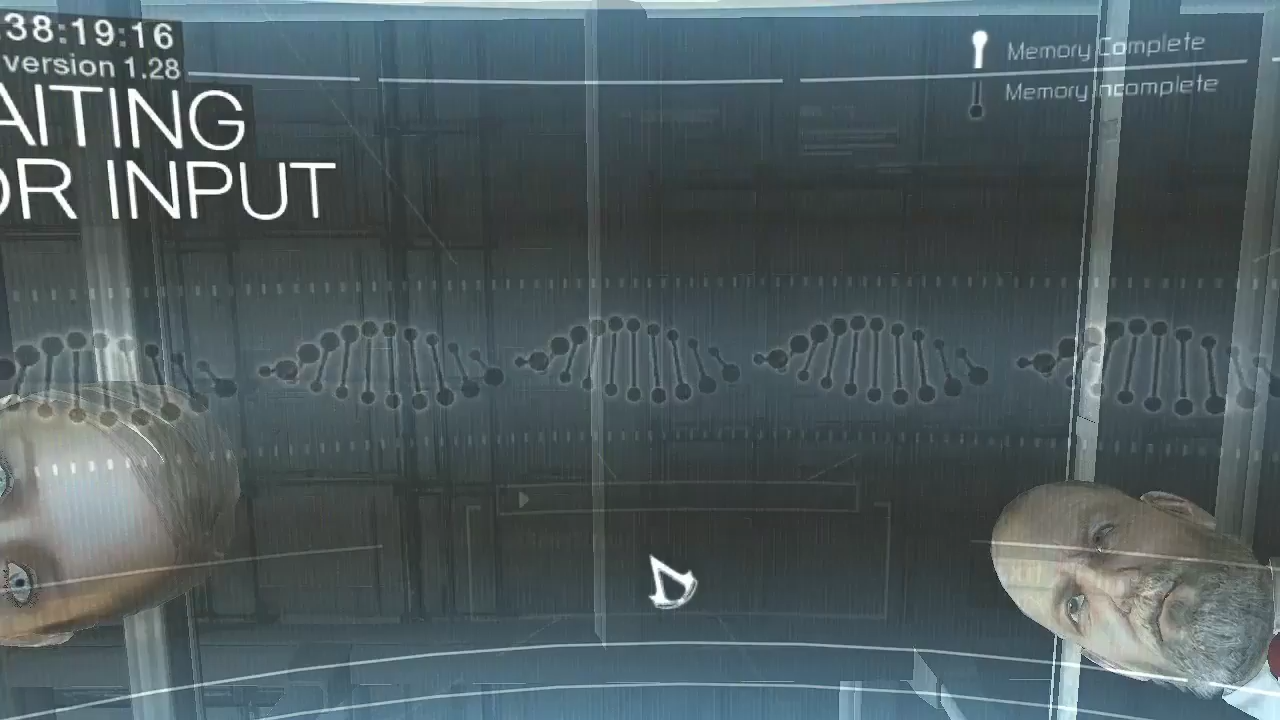 38:19:16
version 1.28
AITING
OR INPUT
Memory Complete
Memory Incomplete